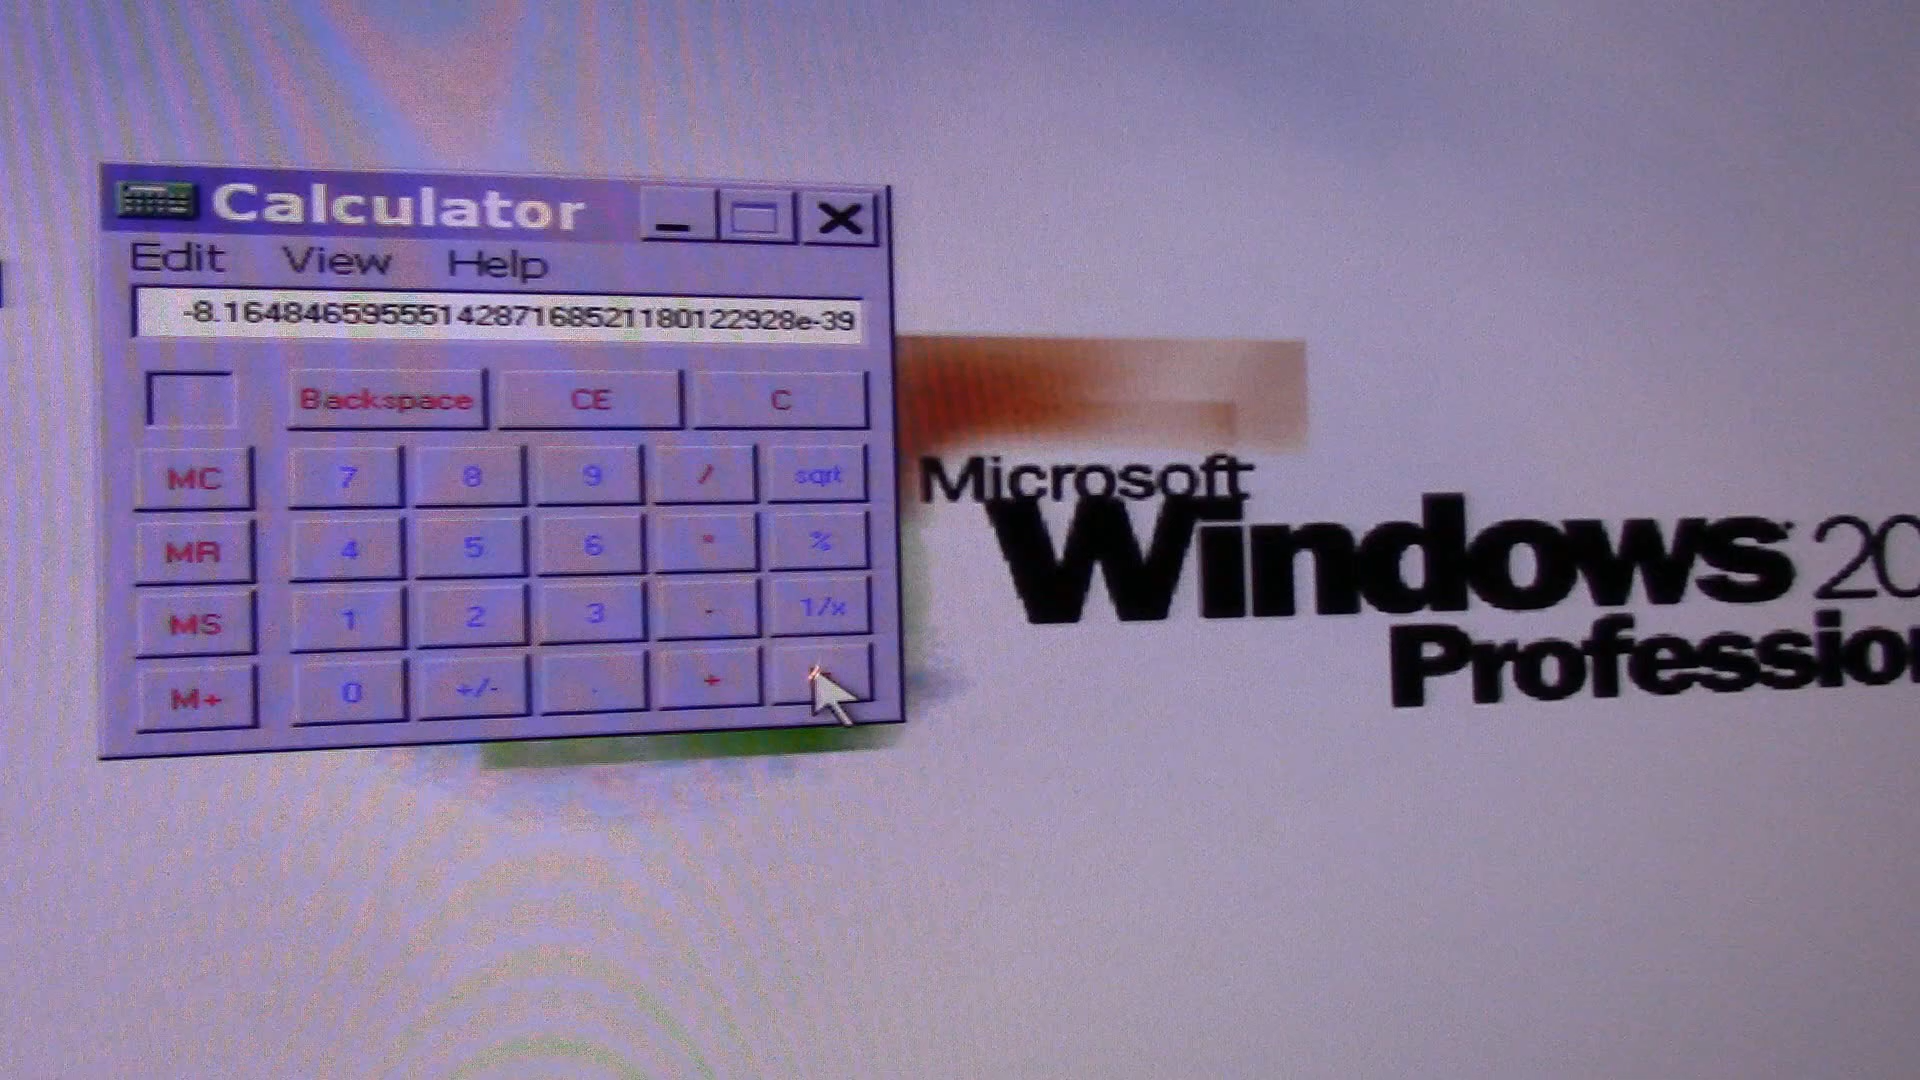 Calculator
Edit View Help
-8.1648465955514287168521180122928e-39
Backspace CE C
MC 7 8 9 / sqrt
MR 4 5 6 * %
MS 1 2 3 - 1/x
M+ 0 +/- . +
Microsoft
Windows 20
Profession